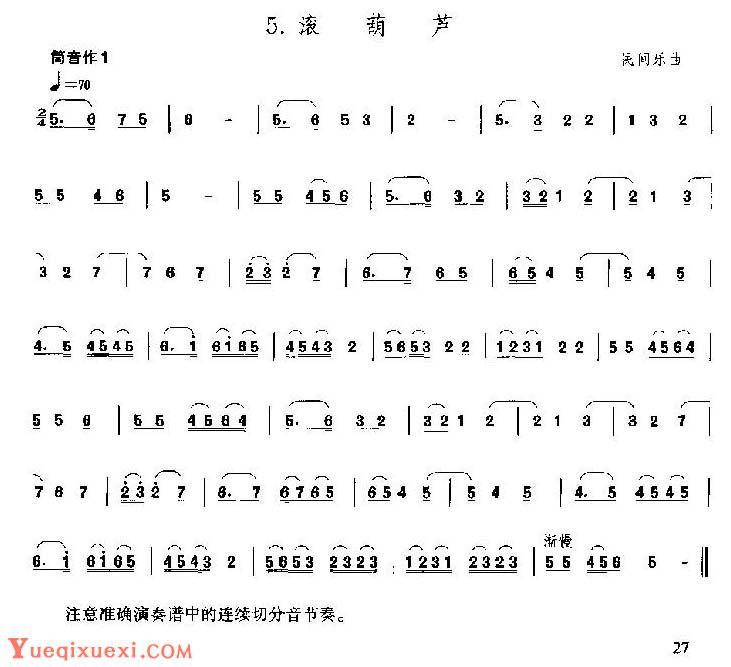 5. 滚 葫 芦
筒音作1
民间乐曲
♩=70
2/4 5. 6 7 5 | 6 - | 5. 6 5 3 | 2 - | 5. 3 2 2 | 1 3 2 |
5 5 4 6 | 5 - | 5 5 4 5 6 | 5. 6 3 2 | 3 2 1 2 | 2 1 3 |
3 2 7 | 7 6 7 | 2 3 2 7 | 6. 7 6 5 | 6 5 4 5 | 5 4 5 |
4. 5 4 5 4 5 | 6. 1 6 1 6 5 | 4 5 4 3 2 | 5 6 5 3 2 2 | 1 2 3 1 2 2 | 5 5 4 5 6 4 |
5 5 6 | 5 5 4 5 6 4 | 5. 6 3 2 | 3 2 3 2 1 2 | 2 1 3 | 3 2 7 |
7 6 7 | 2 3 2 7 | 6. 7 6 7 6 5 | 6 5 4 5 | 5 4 5 | 4. 5 4 5 4 5 |
渐慢
6. 1 6 1 6 5 | 4 5 4 3 2 | 5 6 5 3 2 3 2 3 | 1 2 3 2 2 3 2 3 | 5 5 4 5 6 | 5 - ‖
注意准确演奏谱中的连续切分音节奏。
乐器学习网
Yueqixuexi.com
27